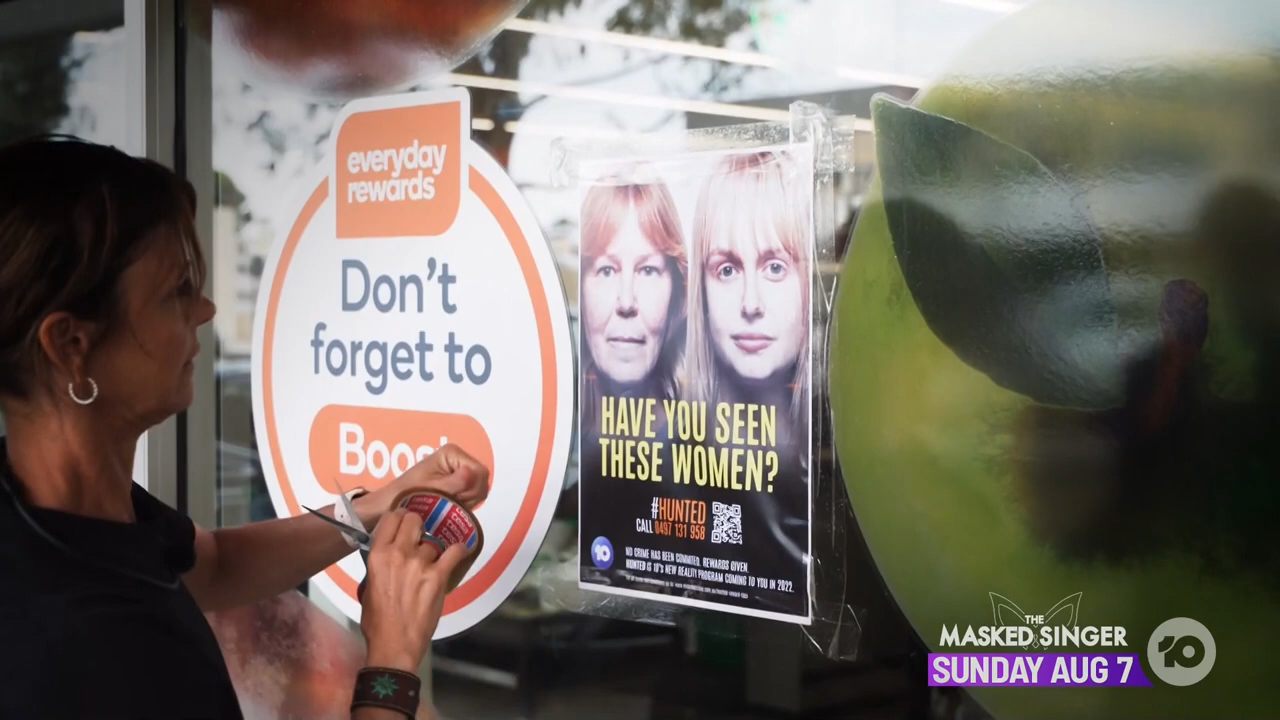 everyday
rewards
Don't
forget to
Boost
HAVE YOU SEEN
THESE WOMEN?
#HUNTED
CALL 0497 131 958
10
NO CRIME HAS BEEN COMMITED. REWARDS GIVEN.
HUNTED IS 10'S NEW REALITY PROGRAM COMING TO YOU IN 2022.
THE
MASKED SINGER
SUNDAY AUG 7
10